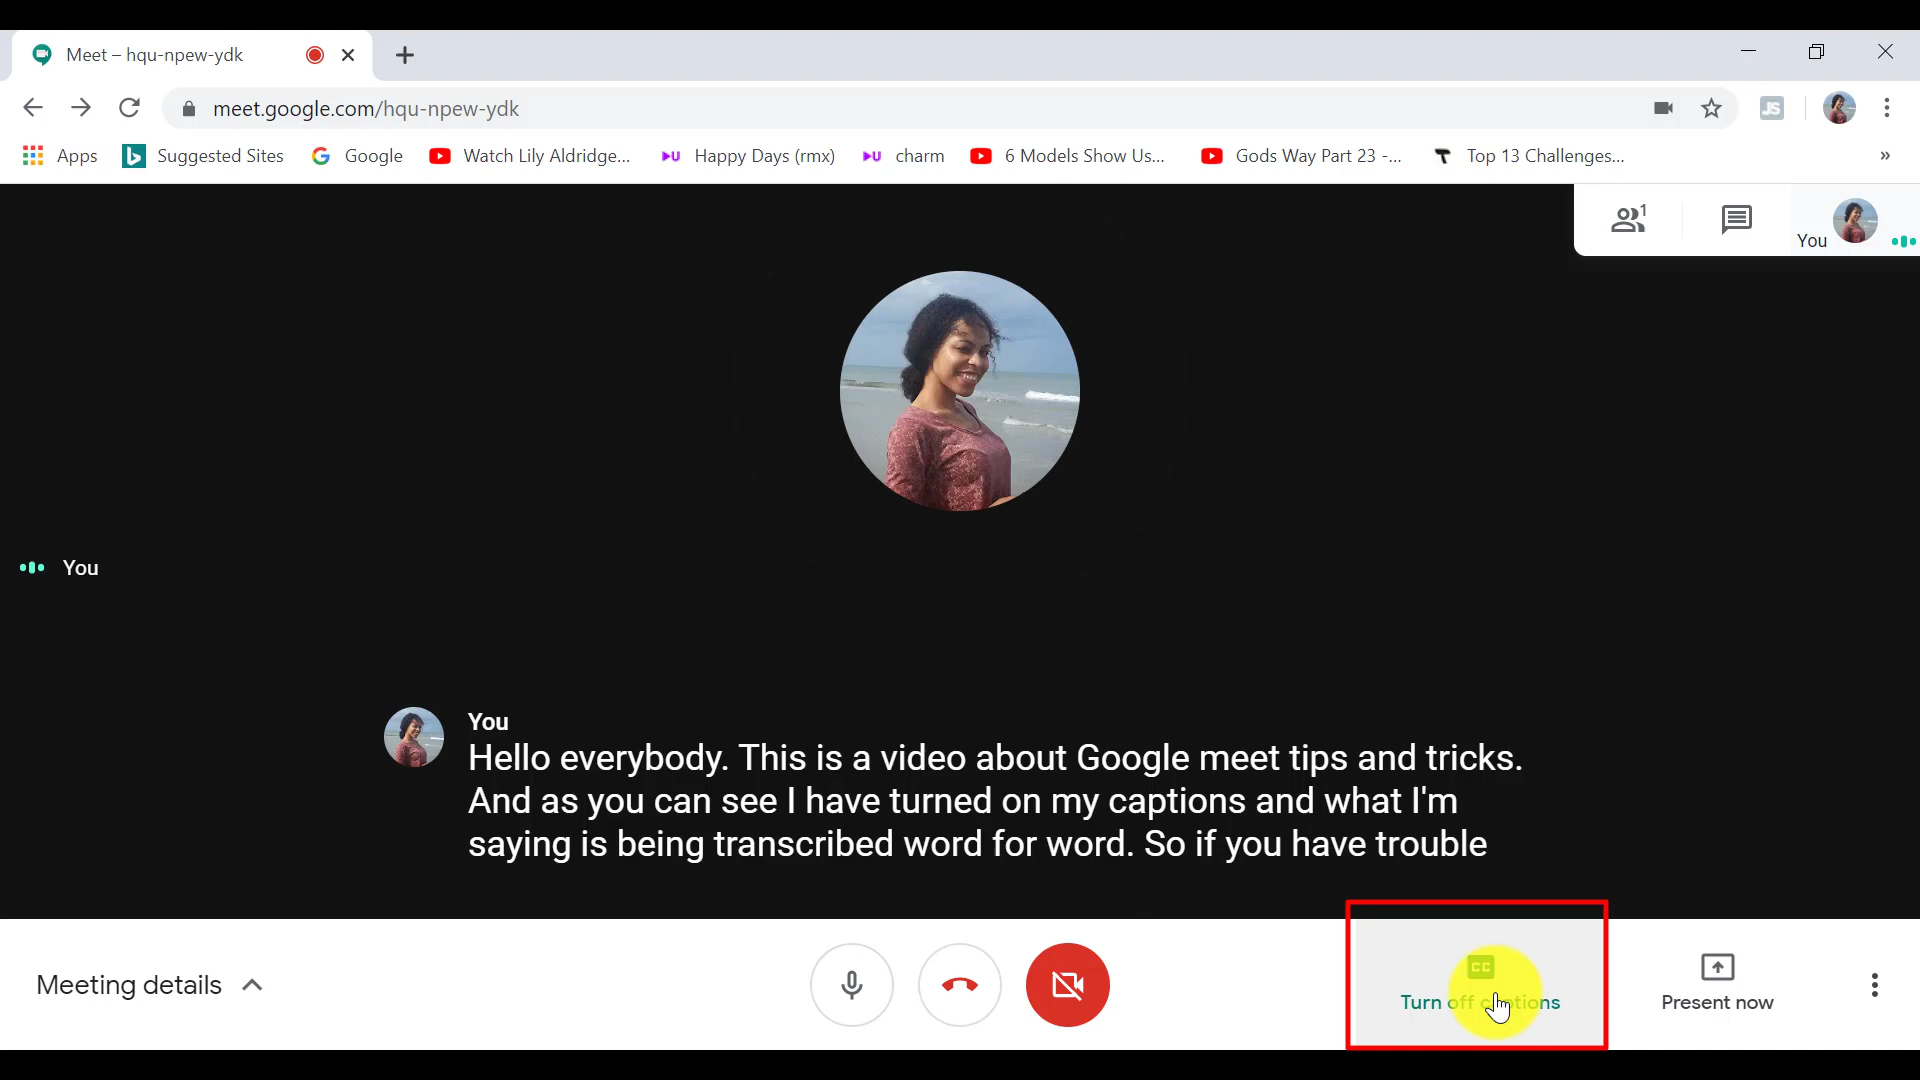 Meet – hqu-npew-ydk
meet.google.com/hqu-npew-ydk
JS
Apps
Suggested Sites
Google
Watch Lily Aldridge...
Happy Days (rmx)
charm
6 Models Show Us...
Gods Way Part 23 -...
Top 13 Challenges...
»
1
You
You
You
Hello everybody. This is a video about Google meet tips and tricks.
And as you can see I have turned on my captions and what I'm
saying is being transcribed word for word. So if you have trouble
Meeting details
CC
Turn off captions
Present now